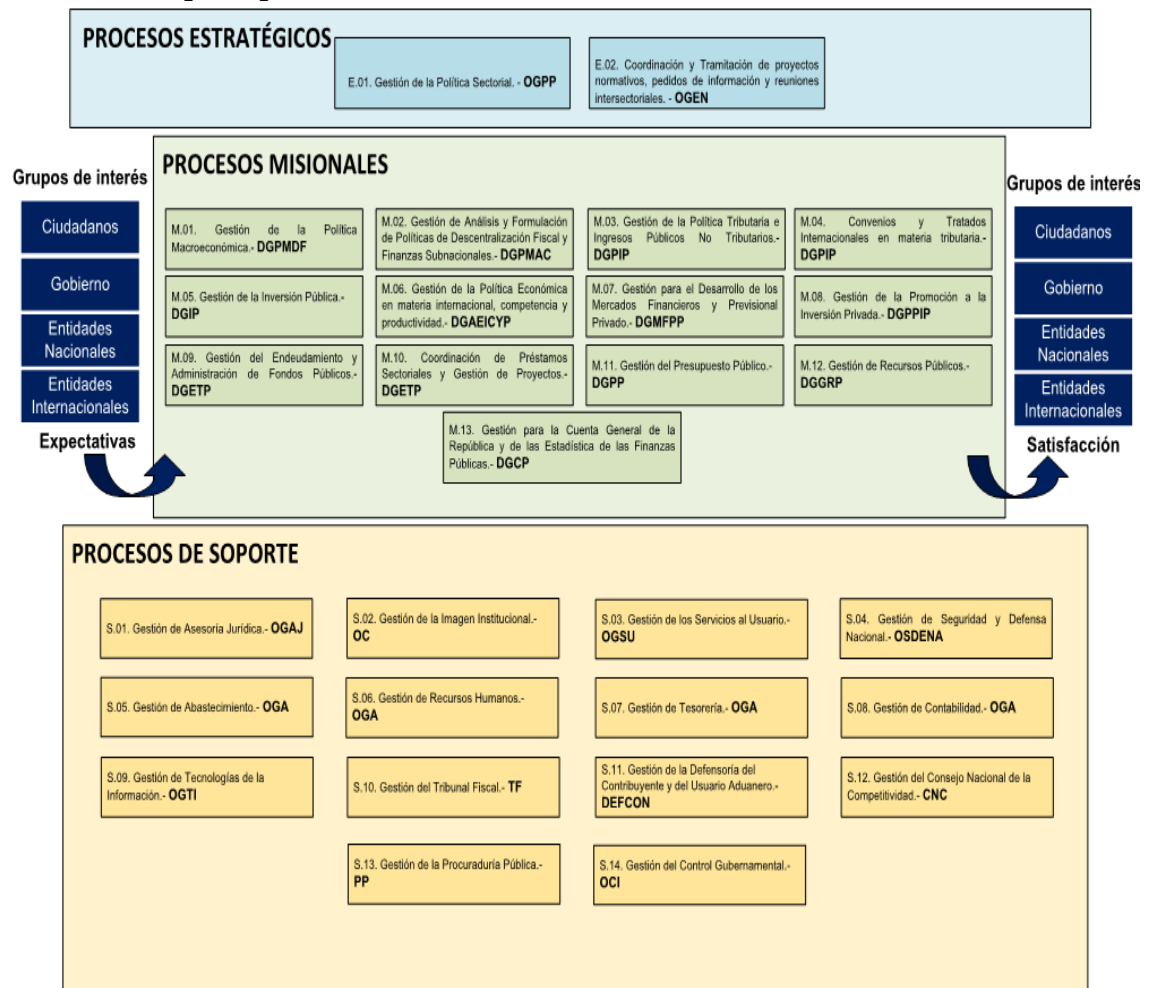 PROCESOS ESTRATÉGICOS
E.01. Gestión de la Política Sectorial. - OGPP
E.02. Coordinación y Tramitación de proyectos
normativos, pedidos de información y reuniones
intersectoriales. - OGEN
Grupos de interés
Ciudadanos
Gobierno
Entidades
Nacionales
Entidades
Internacionales
Expectativas
PROCESOS MISIONALES
M.01. Gestión de la Política
Macroeconómica.- DGPMDF
M.02. Gestión de Análisis y Formulación
de Políticas de Descentralización Fiscal y
Finanzas Subnacionales.- DGPMAC
M.03. Gestión de la Política Tributaria e
Ingresos Públicos No Tributarios.-
DGPIP
M.04. Convenios y Tratados
Internacionales en materia tributaria.-
DGPIP
M.05. Gestión de la Inversión Pública.-
DGIP
M.06. Gestión de la Política Económica
en materia internacional, competencia y
productividad.- DGAEICYP
M.07. Gestión para el Desarrollo de los
Mercados Financieros y Previsional
Privado.- DGMFPP
M.08. Gestión de la Promoción a la
Inversión Privada.- DGPPIP
M.09. Gestión del Endeudamiento y
Administración de Fondos Públicos.-
DGETP
M.10. Coordinación de Préstamos
Sectoriales y Gestión de Proyectos.-
DGETP
M.11. Gestión del Presupuesto Público.-
DGPP
M.12. Gestión de Recursos Públicos.-
DGGRP
M.13. Gestión para la Cuenta General de la
República y de las Estadística de las Finanzas
Públicas.- DGCP
Grupos de interés
Ciudadanos
Gobierno
Entidades
Nacionales
Entidades
Internacionales
Satisfacción
PROCESOS DE SOPORTE
S.01. Gestión de Asesoría Jurídica.- OGAJ
S.02. Gestión de la Imagen Institucional.-
OC
S.03. Gestión de los Servicios al Usuario.-
OGSU
S.04. Gestión de Seguridad y Defensa
Nacional.- OSDENA
S.05. Gestión de Abastecimiento.- OGA
S.06. Gestión de Recursos Humanos.-
OGA
S.07. Gestión de Tesorería.- OGA
S.08. Gestión de Contabilidad.- OGA
S.09. Gestión de Tecnologías de la
Información.- OGTI
S.10. Gestión del Tribunal Fiscal.- TF
S.11. Gestión de la Defensoría del
Contribuyente y del Usuario Aduanero.-
DEFCON
S.12. Gestión del Consejo Nacional de la
Competitividad.- CNC
S.13. Gestión de la Procuraduría Pública.-
PP
S.14. Gestión del Control Gubernamental.-
OCI